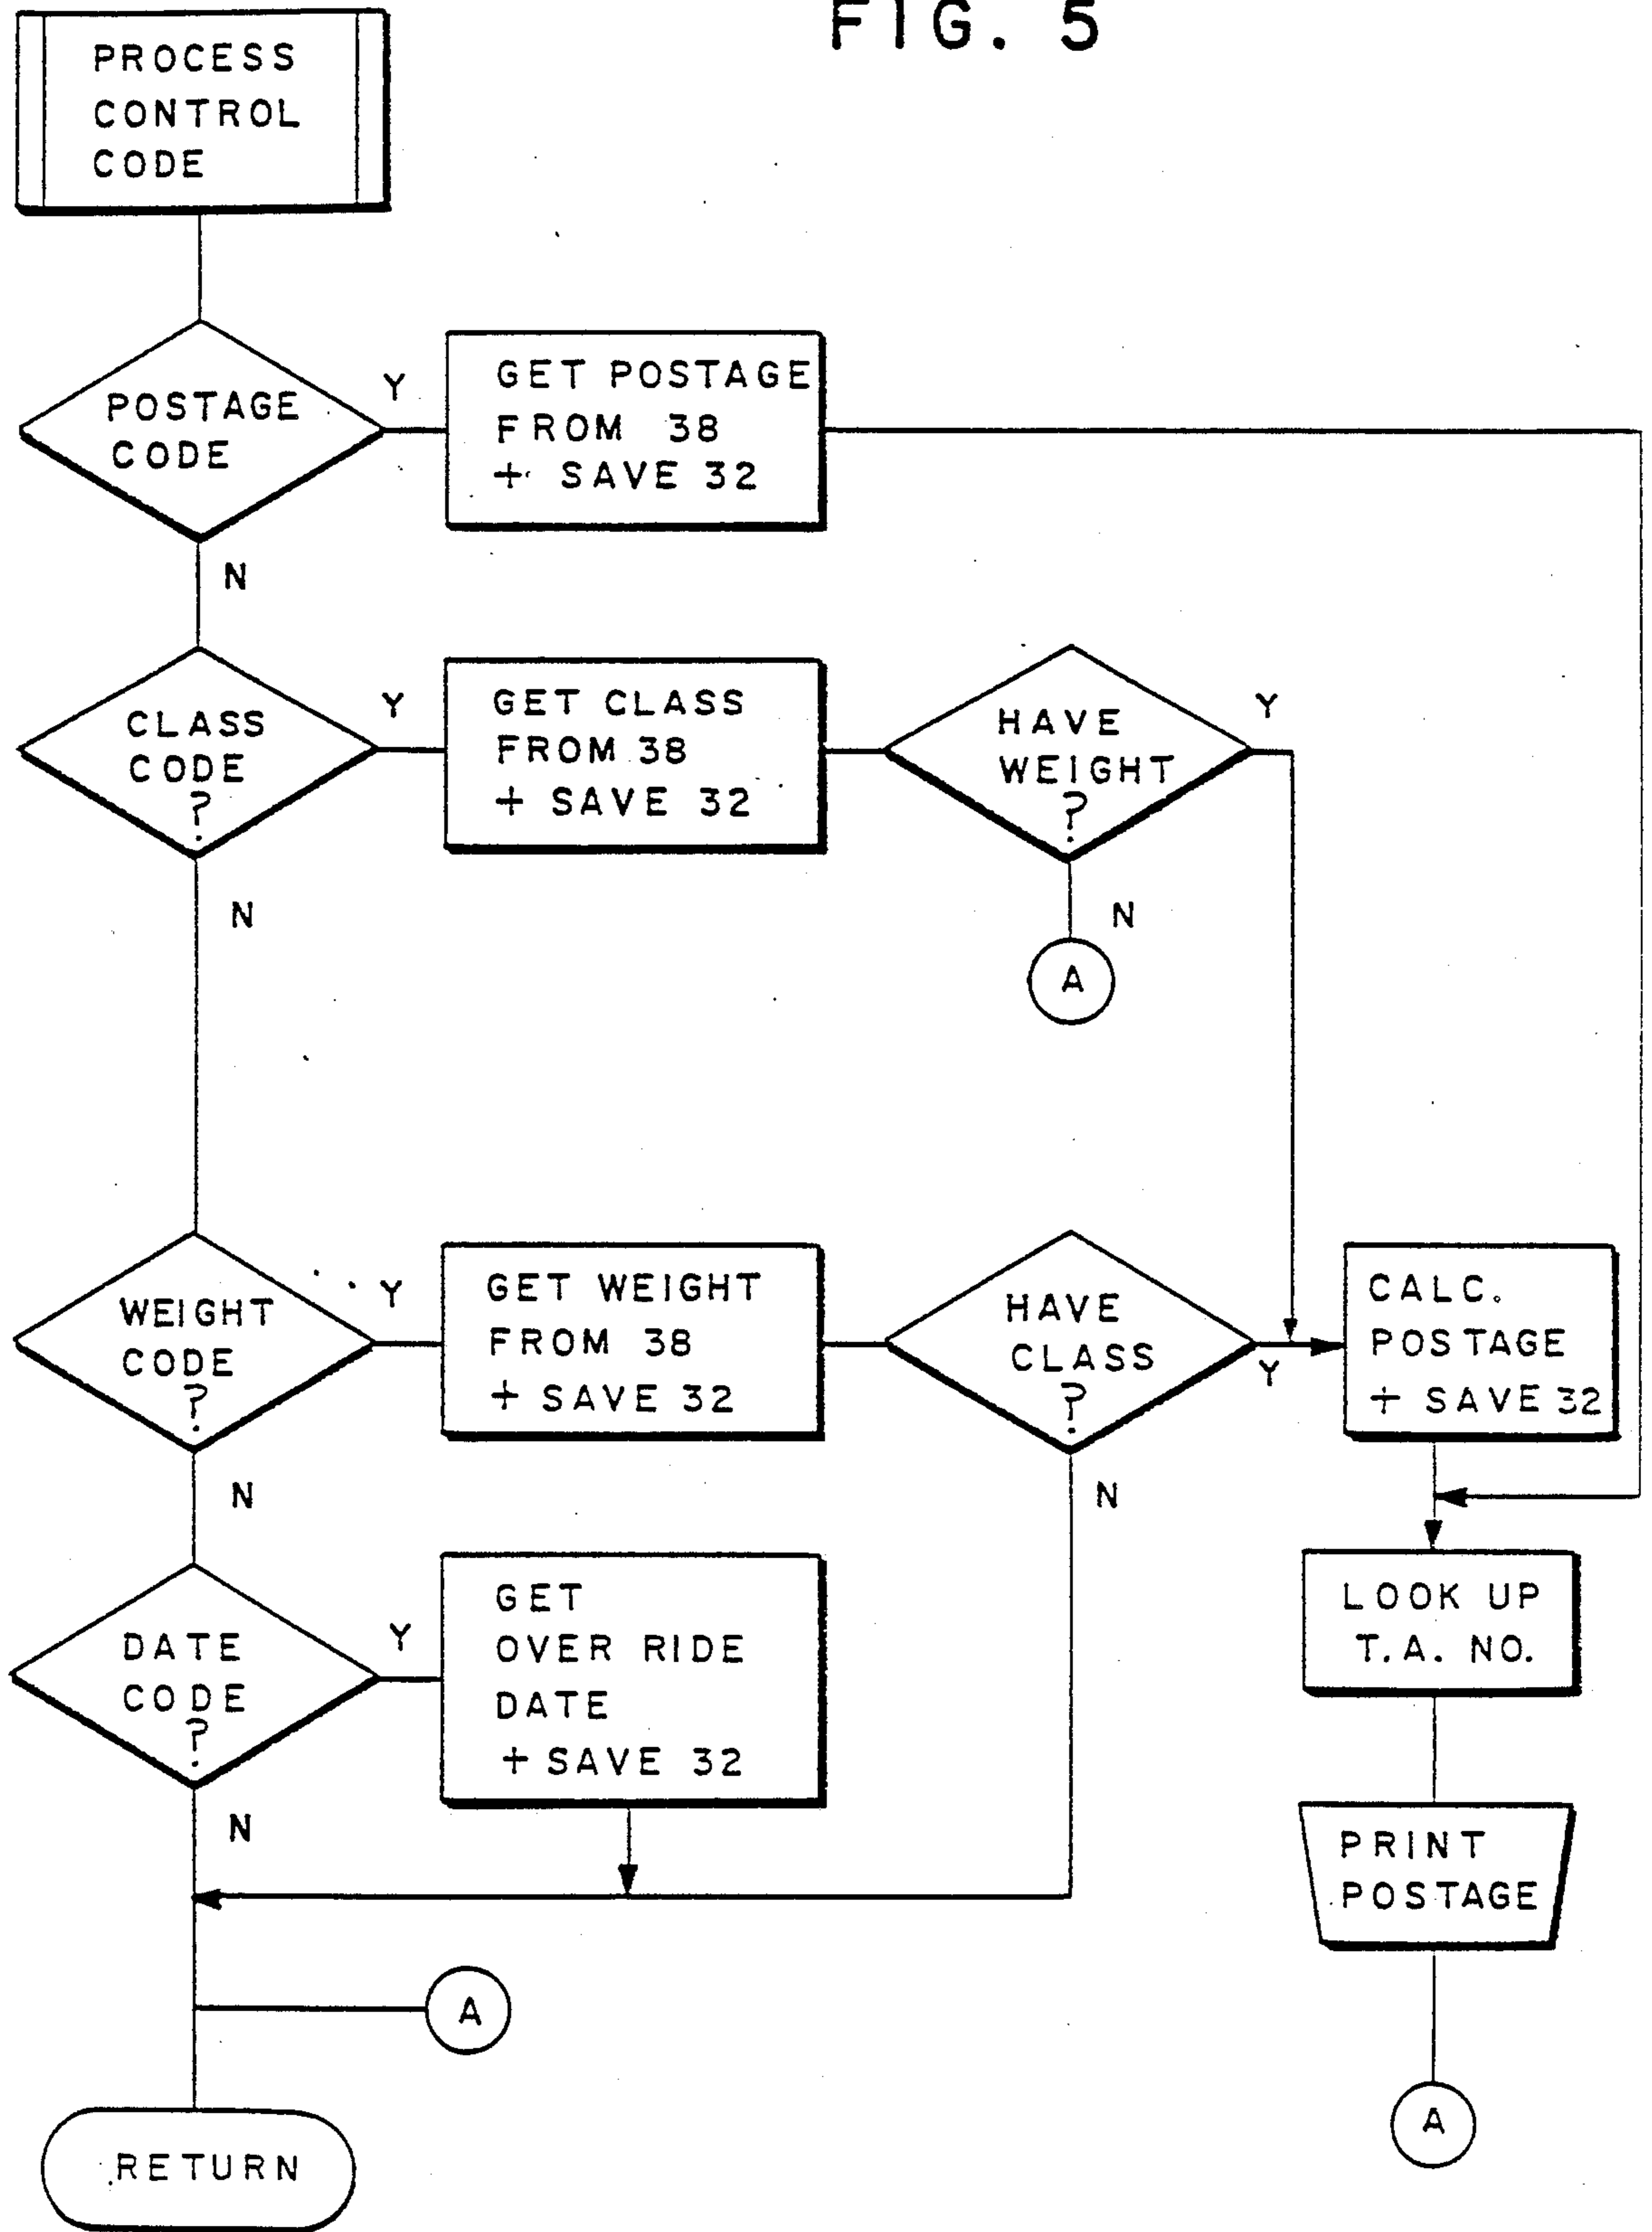 FIG. 5
PROCESS
CONTROL
CODE
POSTAGE
CODE
Y
GET POSTAGE
FROM 38
+ SAVE 32
N
CLASS
CODE
?
Y
GET CLASS
FROM 38
+ SAVE 32
HAVE
WEIGHT
?
Y
N
N
A
WEIGHT
CODE
?
Y
GET WEIGHT
FROM 38
+ SAVE 32
HAVE
CLASS
?
Y
CALC.
POSTAGE
+ SAVE 32
N
N
DATE
CODE
?
Y
GET
OVER RIDE
DATE
+ SAVE 32
LOOK UP
T.A. NO.
N
PRINT
POSTAGE
A
A
RETURN